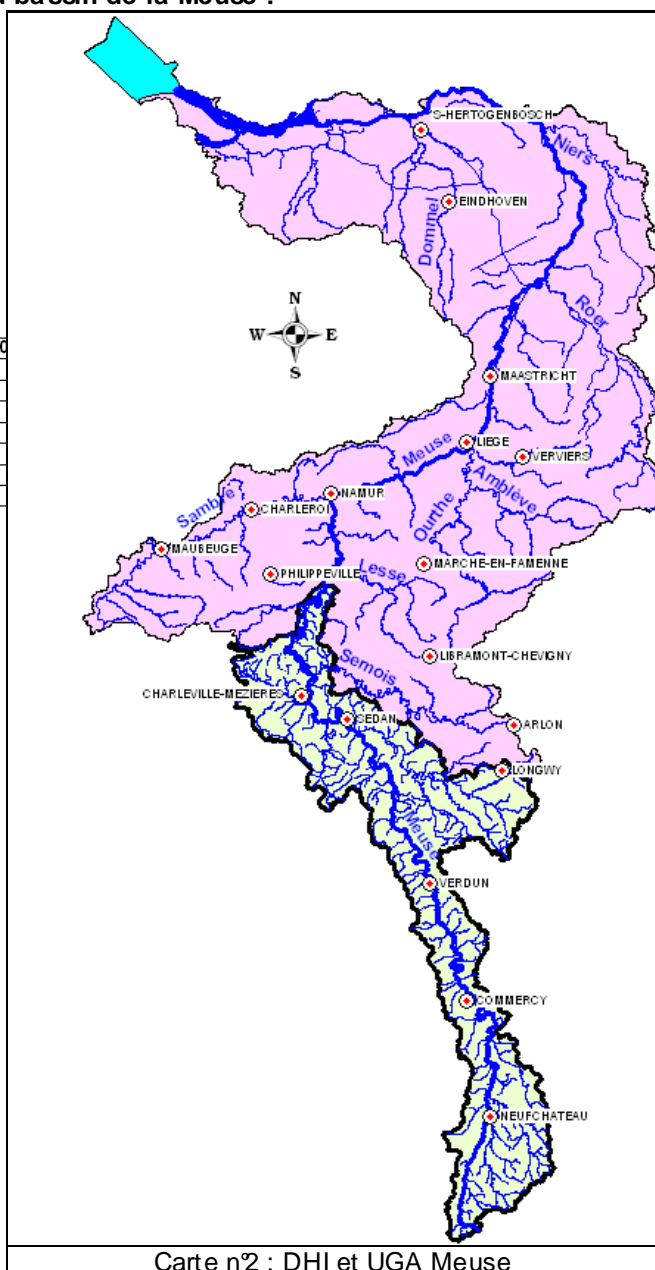 bassin de la Meuse :
S-HERTOGENBOSCH
Niers
EINDHOVEN
Dommel
N
W E
S
Roer
0
MAASTRICHT
LIEGE
Meuse
VERVIERS
Amblève
NAMUR
Sambre
CHARLEROI
Ourthe
MAUBEUGE
MARCHE-EN-FAMENNE
PHILIPPEVILLE
Lesse
LIBRAMONT-CHEVIGNY
Semois
CHARLEVILLE-MEZIERES
SEDAN
ARLON
LONGWY
Meuse
VERDUN
COMMERCY
NEUFCHATEAU
Carte n°2 : DHI et UGA Meuse